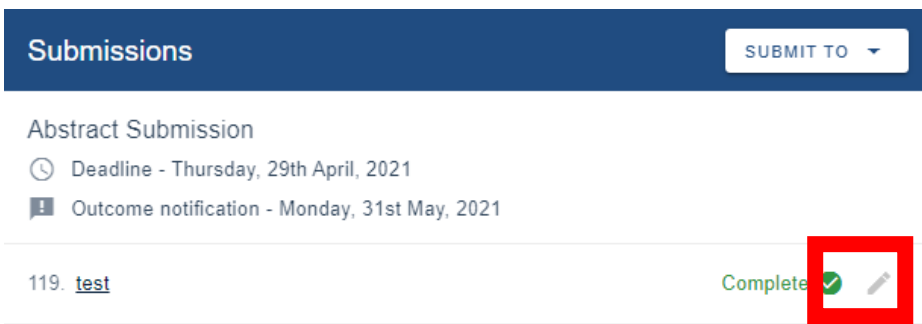 Submissions
SUBMIT TO
Abstract Submission
Deadline - Thursday, 29th April, 2021
Outcome notification - Monday, 31st May, 2021
119. test Complete